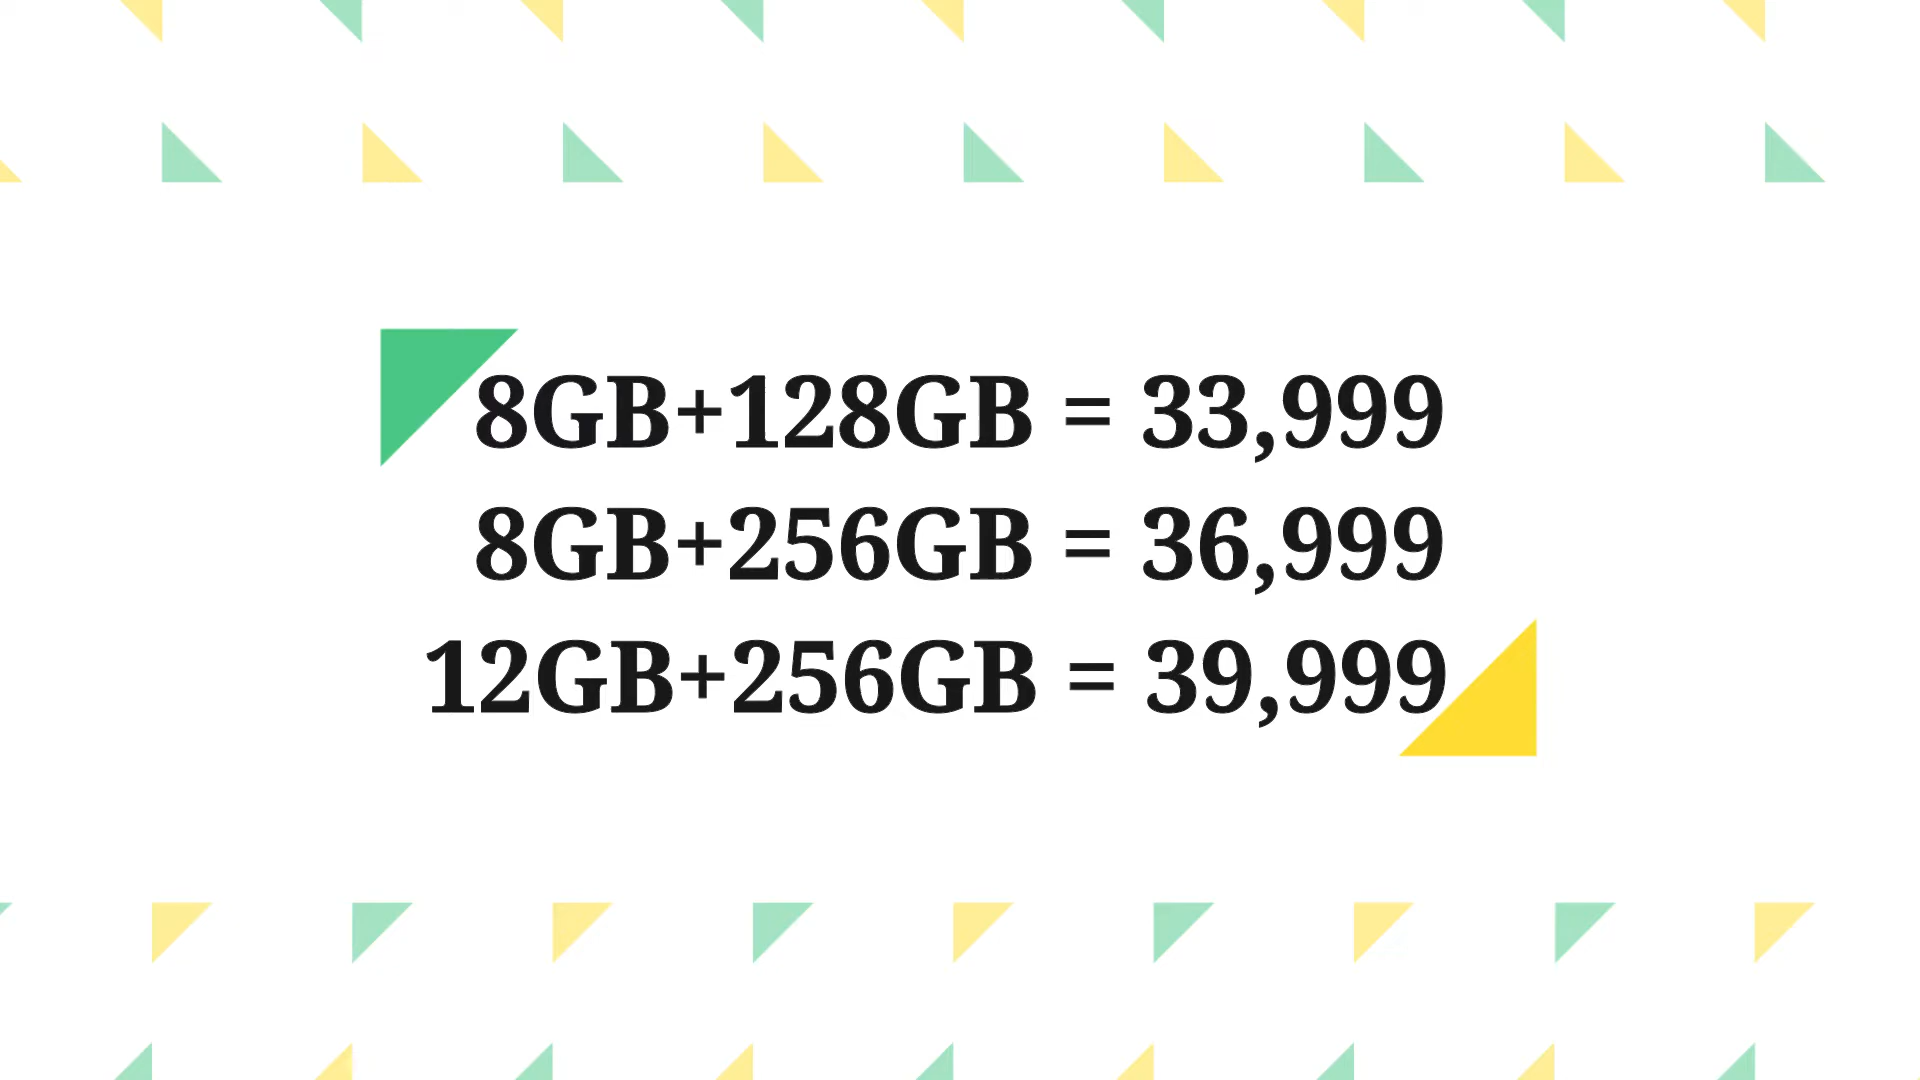 8GB+128GB = 33,999
8GB+256GB = 36,999
12GB+256GB = 39,999